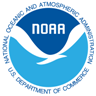 NATIONAL OCEANIC AND ATMOSPHERIC ADMINISTRATION
NOAA
U.S. DEPARTMENT OF COMMERCE